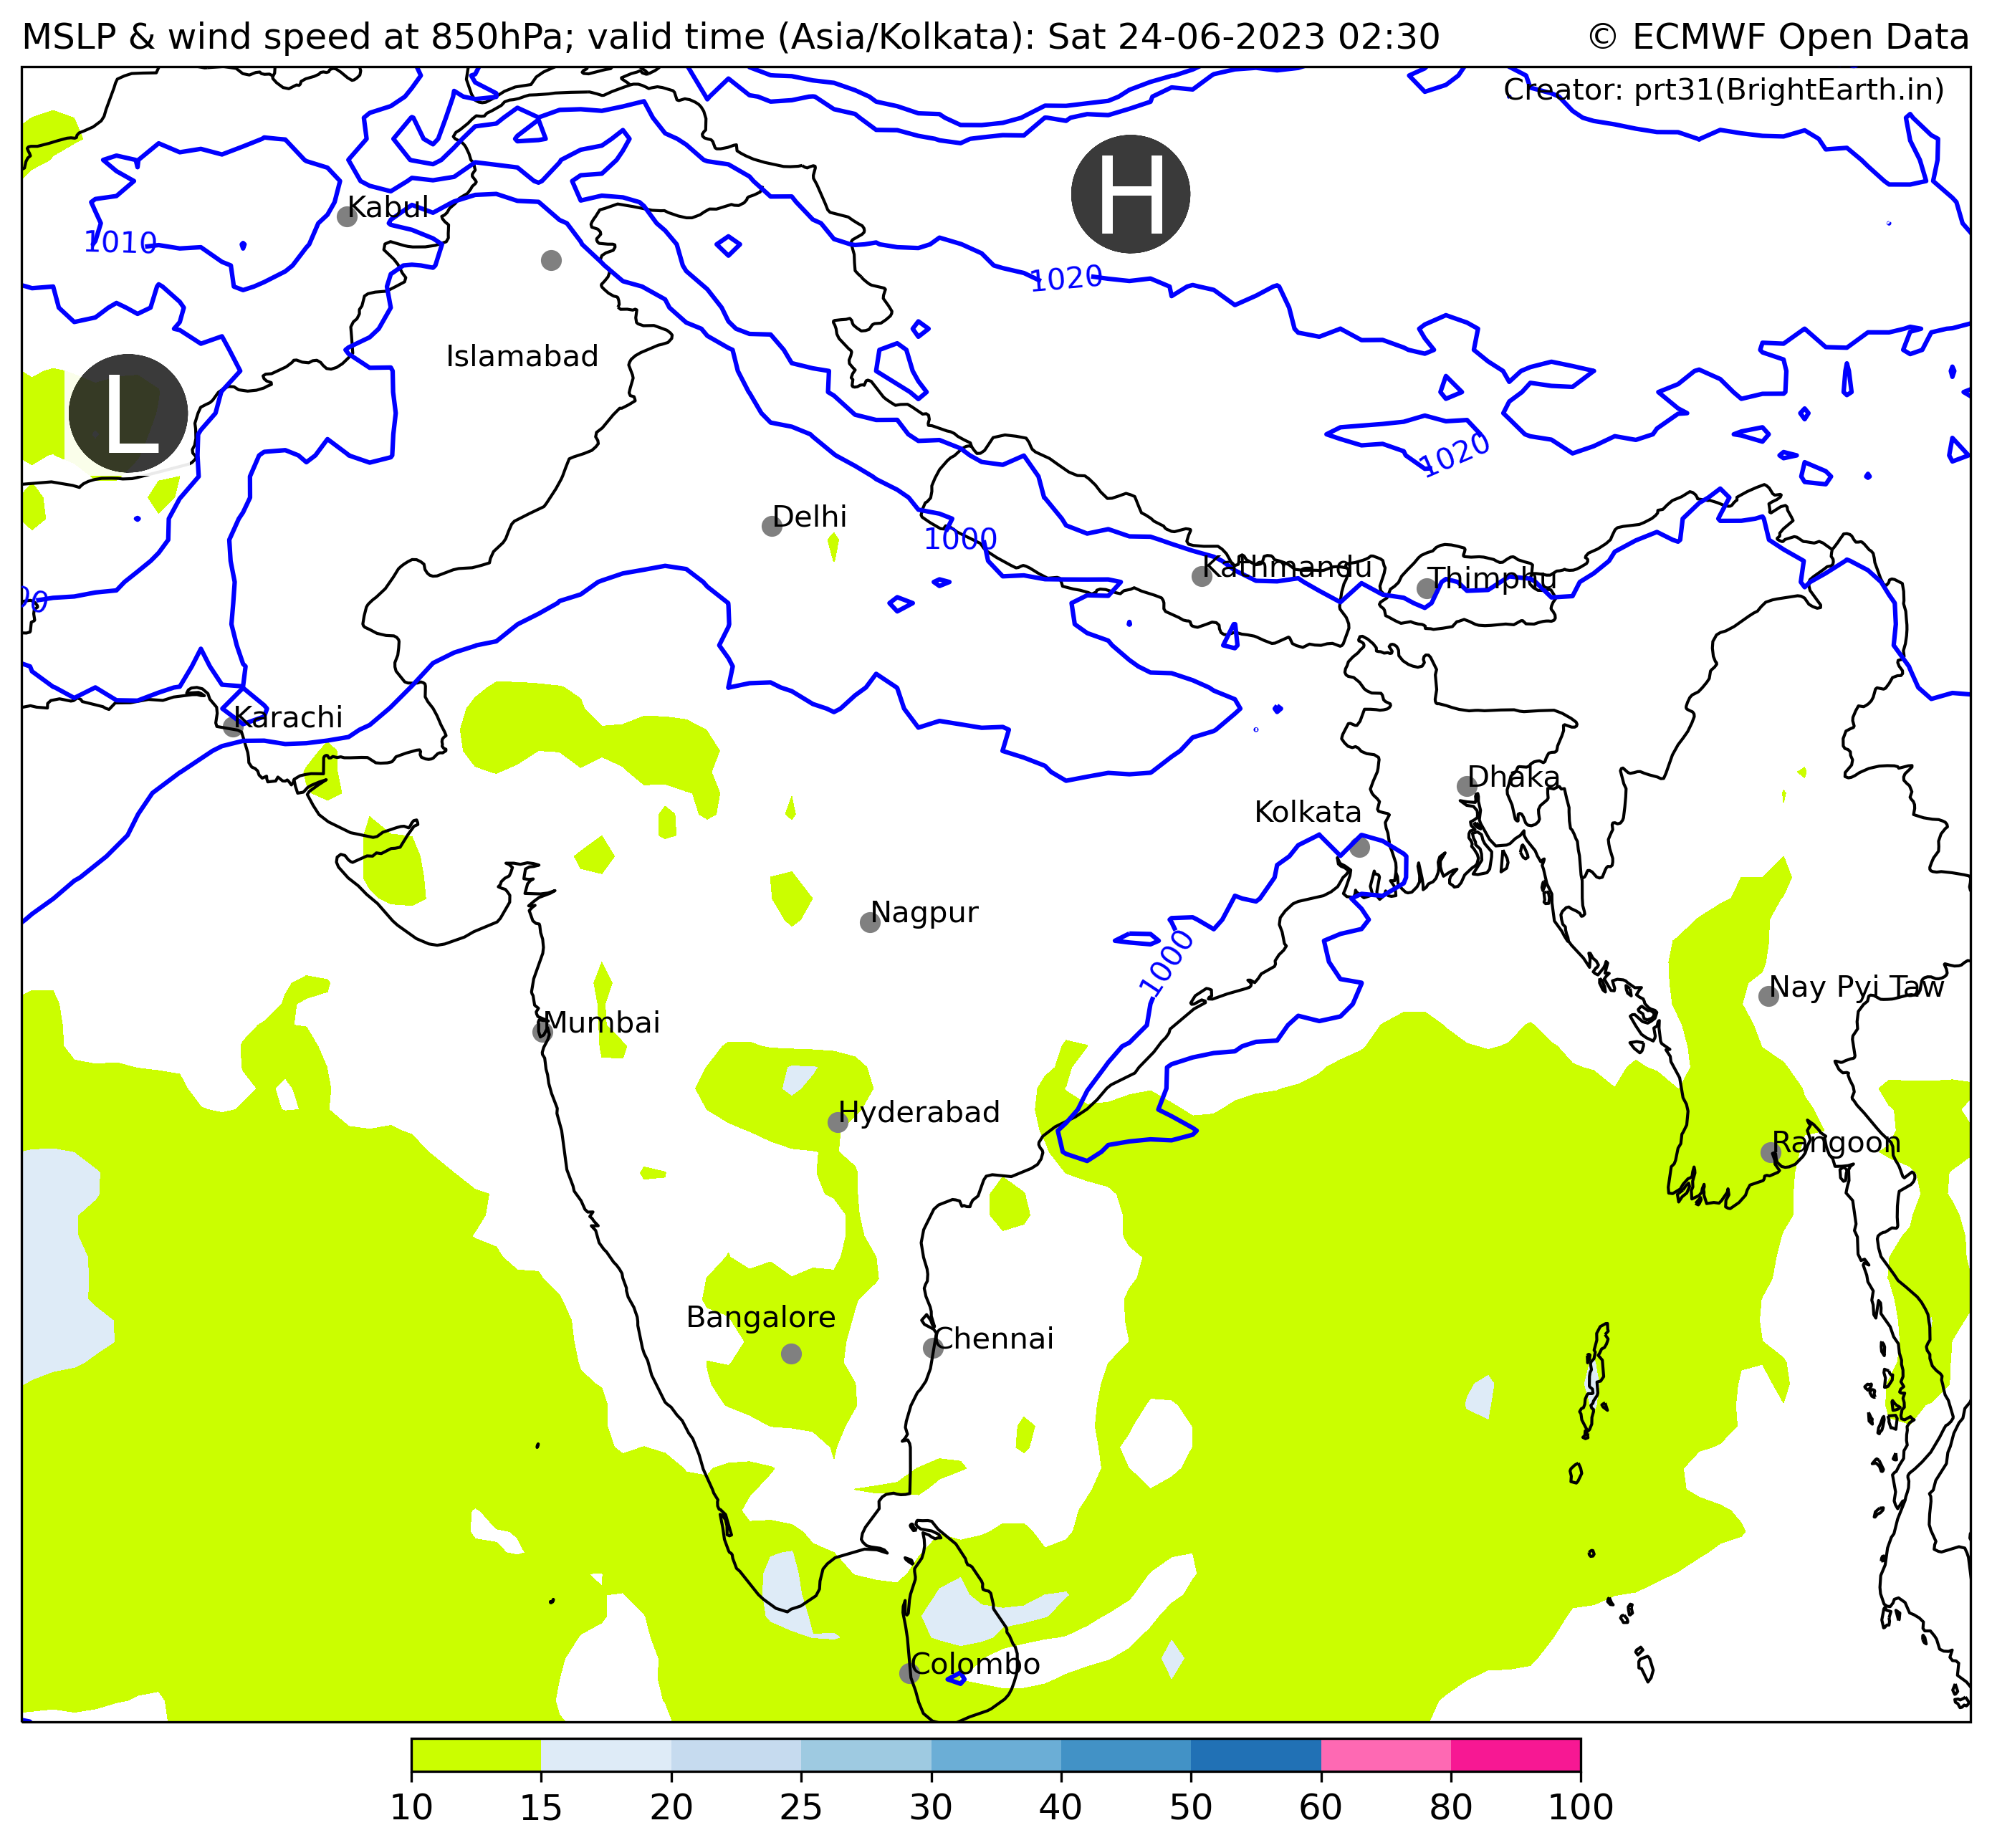 MSLP & wind speed at 850hPa; valid time (Asia/Kolkata): Sat 24-06-2023 02:30
© ECMWF Open Data
Creator: prt31(BrightEarth.in)
H
Kabul
1010
1020
Islamabad
L
1020
Delhi
1000
Kathmandu
Thimphu
Karachi
Dhaka
Kolkata
Nagpur
1000
Nay Pyi Taw
Mumbai
Hyderabad
Rangoon
Bangalore
Chennai
Colombo
10 15 20 25 30 40 50 60 80 100